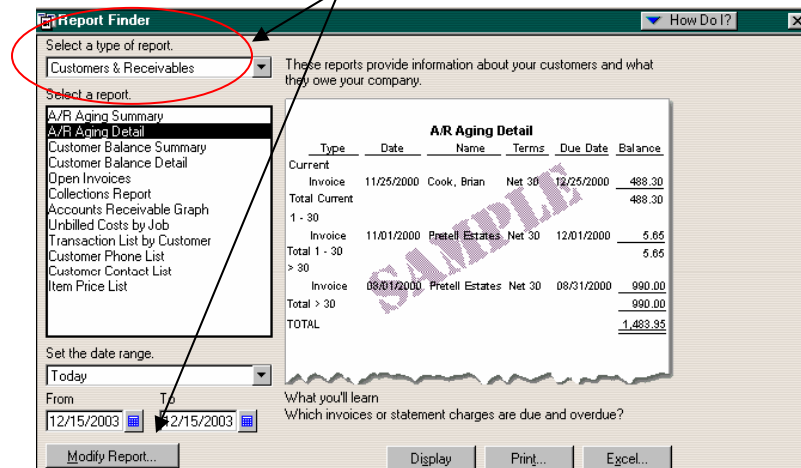 Report Finder
How Do I?
Select a type of report.
Customers & Receivables
These reports provide information about your customers and what
they owe your company.
Select a report.
A/R Aging Summary
A/R Aging Detail
Customer Balance Summary
Customer Balance Detail
Open Invoices
Collections Report
Accounts Receivable Graph
Unbilled Costs by Job
Transaction List by Customer
Customer Phone List
Customer Contact List
Item Price List
A/R Aging Detail
Type Date Name Terms Due Date Balance
Current
Invoice 11/25/2000 Cook, Brian Net 30 12/25/2000 488.30
Total Current 488.30
1 - 30
Invoice 11/01/2000 Pretell Estates Net 30 12/01/2000 5.65
Total 1 - 30 5.65
> 30
Invoice 08/01/2000 Pretell Estates Net 30 08/31/2000 990.00
Total > 30 990.00
TOTAL 1,483.95
SAMPLE
Set the date range.
Today
From To
12/15/2003 12/15/2003
What you'll learn
Which invoices or statement charges are due and overdue?
Modify Report...
Display Print... Excel...